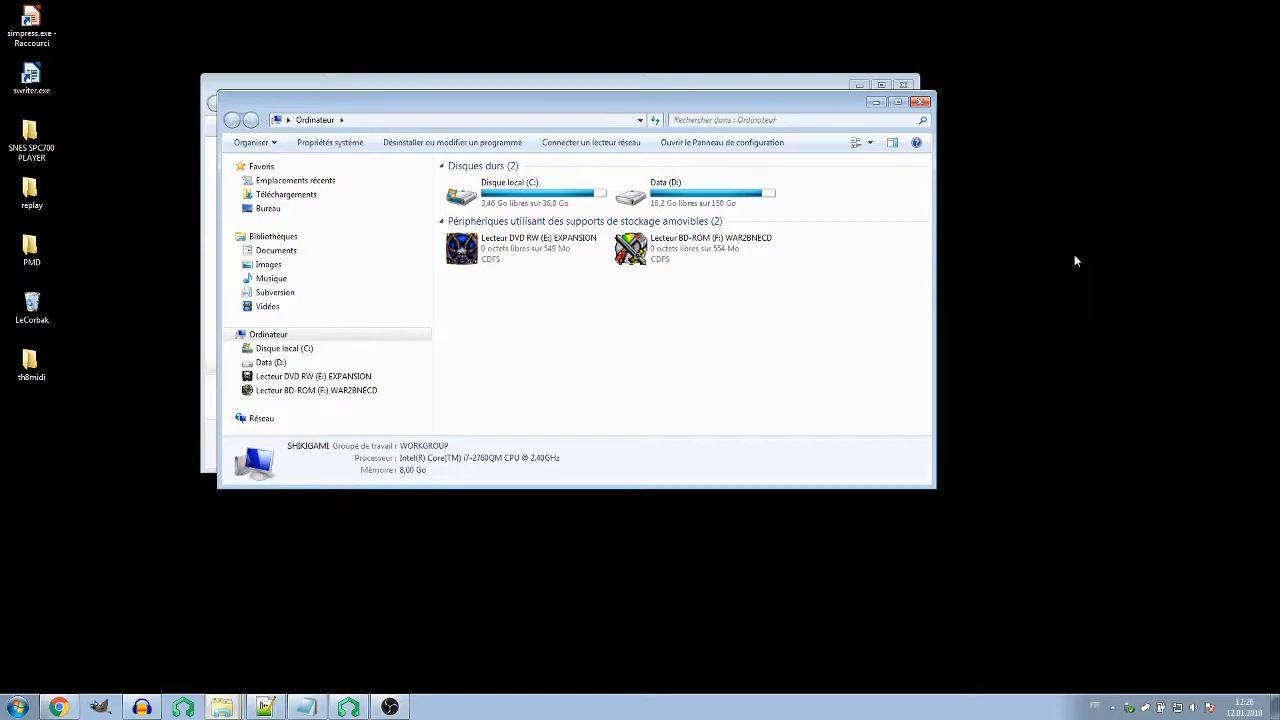 simpress.exe -
Raccourci
swriter.exe
SNES SPC700
PLAYER
replay
PMD
LeCorbak
th8midi
Ordinateur
Rechercher dans : Ordinateur
Organiser
Propriétés système
Désinstaller ou modifier un programme
Connecter un lecteur réseau
Ouvrir le Panneau de configuration
Favoris
Emplacements récents
Téléchargements
Bureau
Bibliothèques
Documents
Images
Musique
Subversion
Vidéos
Ordinateur
Disque local (C:)
Data (D:)
Lecteur DVD RW (E:) EXPANSION
Lecteur BD-ROM (F:) WAR2BNECD
Réseau
Disques durs (2)
Disque local (C:)
3,46 Go libres sur 36,0 Go
Data (D:)
16,2 Go libres sur 150 Go
Périphériques utilisant des supports de stockage amovibles (2)
Lecteur DVD RW (E:) EXPANSION
0 octets libres sur 549 Mo
CDFS
Lecteur BD-ROM (F:) WAR2BNECD
0 octets libres sur 554 Mo
CDFS
SHIKIGAMI Groupe de travail : WORKGROUP
Processeur : Intel(R) Core(TM) i7-2760QM CPU @ 2.40GHz
Mémoire : 8,00 Go
FR
12:26
12.01.2018